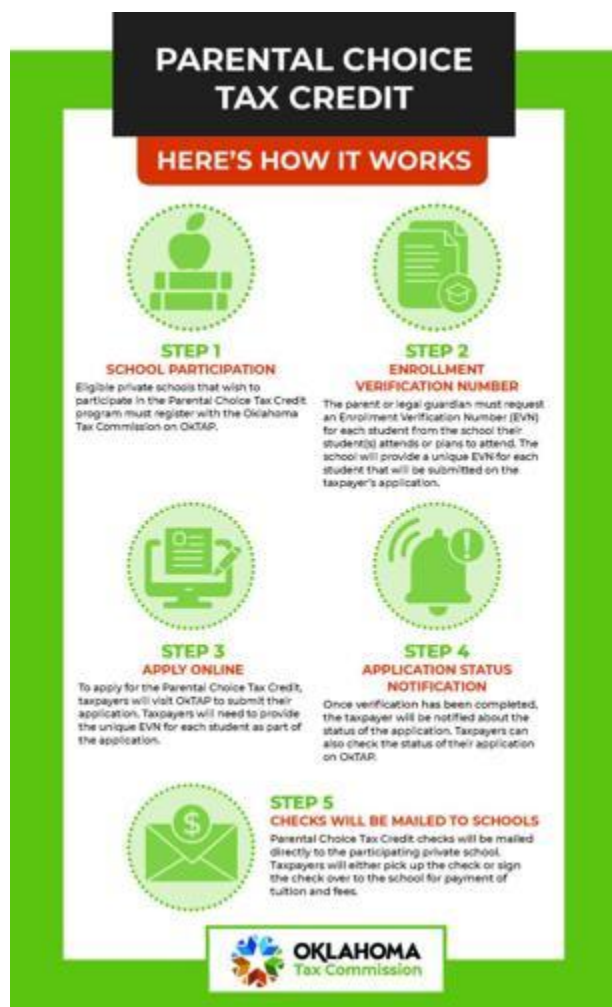 PARENTAL CHOICE
TAX CREDIT
HERE'S HOW IT WORKS
STEP 1
SCHOOL PARTICIPATION
Eligible private schools that wish to
participate in the Parental Choice Tax Credit
program must register with the Oklahoma
Tax Commission on OkTAP.
STEP 2
ENROLLMENT
VERIFICATION NUMBER
The parent or legal guardian must request
an Enrollment Verification Number (EVN)
for each student from the school their
student(s) attends or plans to attend. The
school will provide a unique EVN for each
student that will be submitted on the
taxpayer's application.
STEP 3
APPLY ONLINE
To apply for the Parental Choice Tax Credit,
taxpayers will visit OkTAP to submit their
application. Taxpayers will need to provide
the unique EVN for each student as part of
the application.
STEP 4
APPLICATION STATUS
NOTIFICATION
Once verification has been completed,
the taxpayer will be notified about the
status of the application. Taxpayers can
also check the status of their application
on OkTAP.
$
STEP 5
CHECKS WILL BE MAILED TO SCHOOLS
Parental Choice Tax Credit checks will be mailed
directly to the participating private school.
Taxpayers will either pick up the check or sign
the check over to the school for payment of
tuition and fees.
OKLAHOMA
Tax Commission